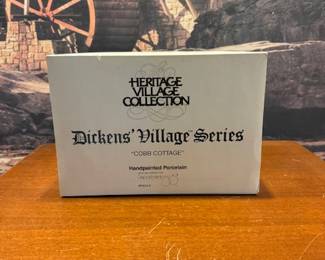 HERITAGE
VILLAGE
COLLECTION
Dickens' Village Series
"COBB COTTAGE"
Handpainted Porcelain